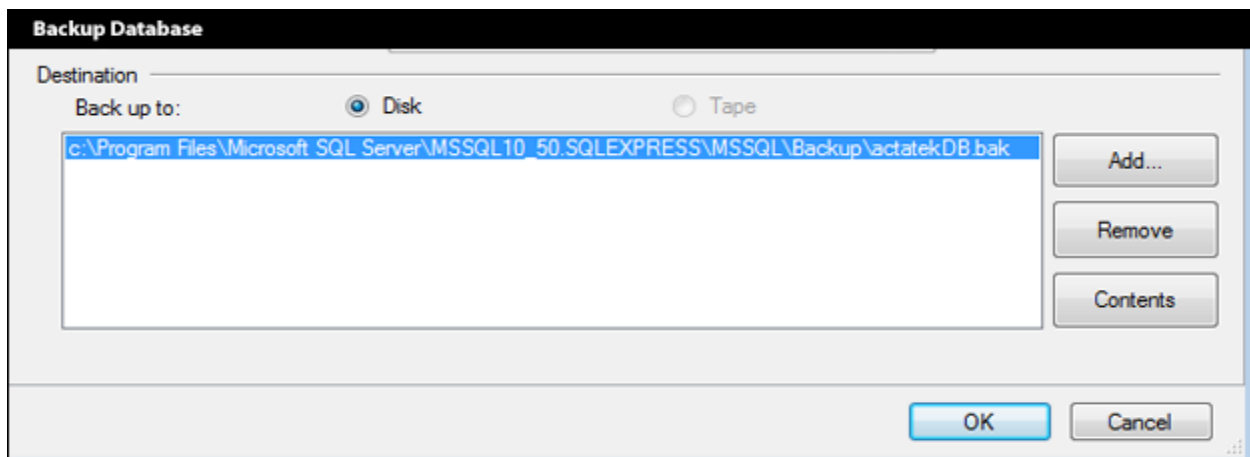 Backup Database
Destination
Back up to: Disk Tape
c:\Program Files\Microsoft SQL Server\MSSQL10_50.SQLEXPRESS\MSSQL\Backup\actatekDB.bak
Add...
Remove
Contents
OK Cancel